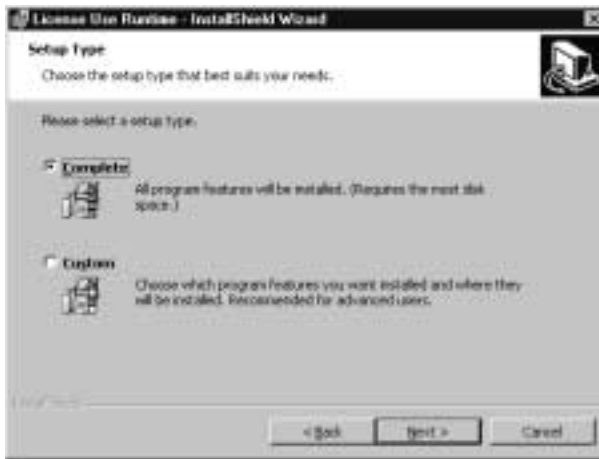 License Use Runtime - InstallShield Wizard
Setup Type
Choose the setup type that best suits your needs.
Please select a setup type.
Complete
All program features will be installed. (Requires the most disk
space.)
Custom
Choose which program features you want installed and where they
will be installed. Recommended for advanced users.
InstallShield
< Back
Next >
Cancel